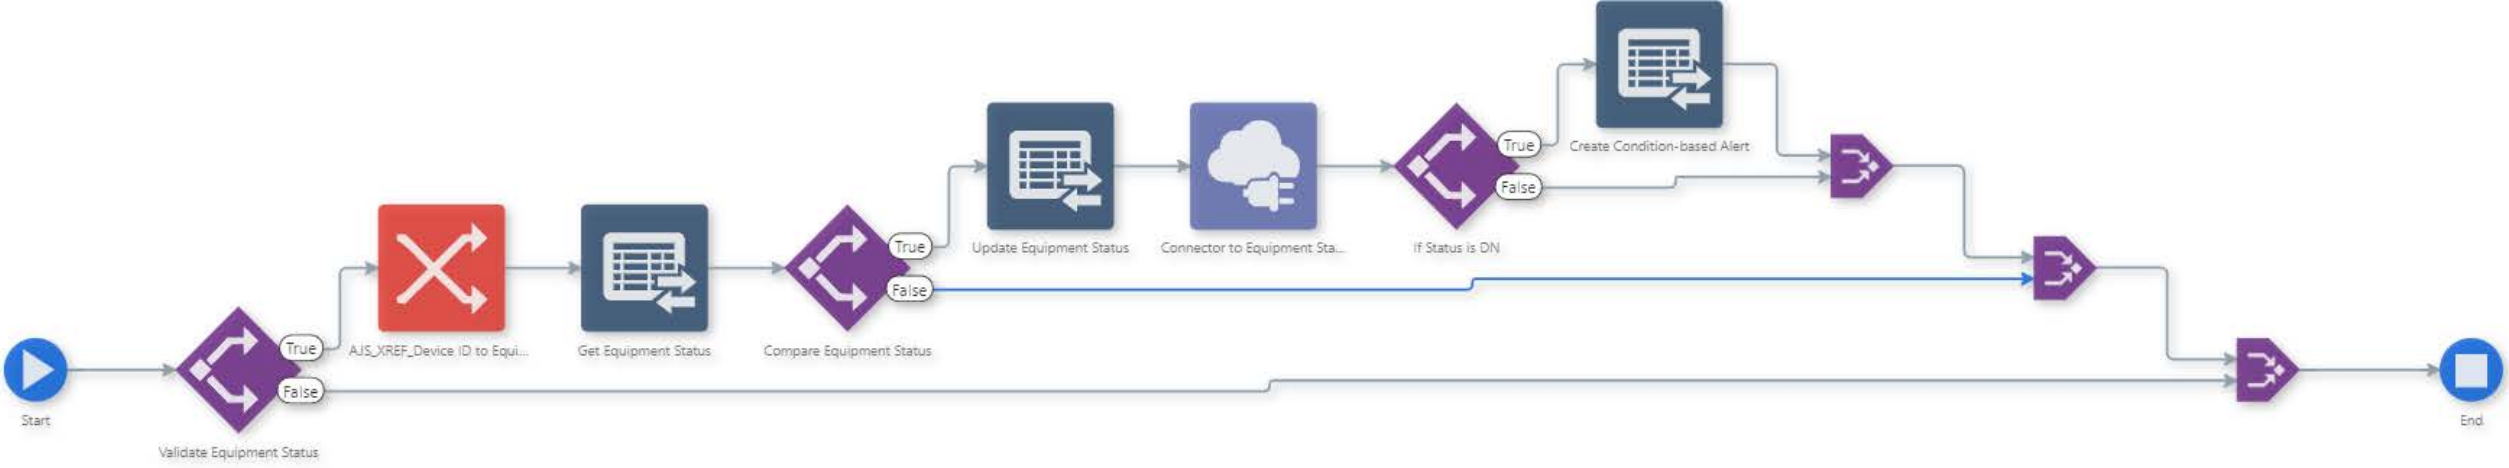 Create Condition-based Alert
True
False
Update Equipment Status
Connector to Equipment Sta...
If Status is DN
True
False
AJS_XREF_Device ID to Equi...
Get Equipment Status
Compare Equipment Status
True
False
Start
Validate Equipment Status
End